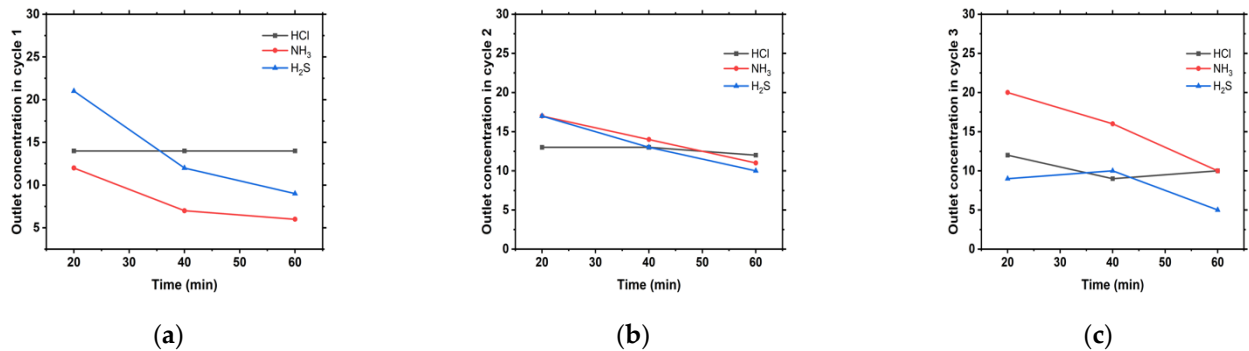 30
25
20
15
10
5
Outlet concentration in cycle 1
HCl
NH₃
H₂S
20 30 40 50 60
Time (min)
(a)
30
25
20
15
10
5
0
Outlet concentration in cycle 2
HCl
NH₃
H₂S
20 30 40 50 60
Time (min)
(b)
30
25
20
15
10
5
0
Outlet concentration in cycle 3
HCl
NH₃
H₂S
20 30 40 50 60
Time (min)
(c)